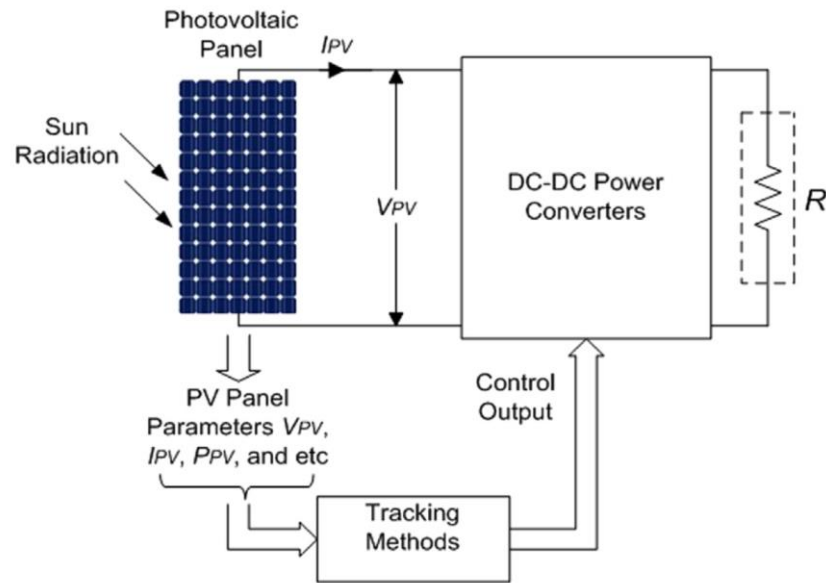 Photovoltaic
Panel
IPV
Sun
Radiation
VPV
DC-DC Power
Converters
R
Control
Output
PV Panel
Parameters VPV,
IPV, PPV, and etc
Tracking
Methods